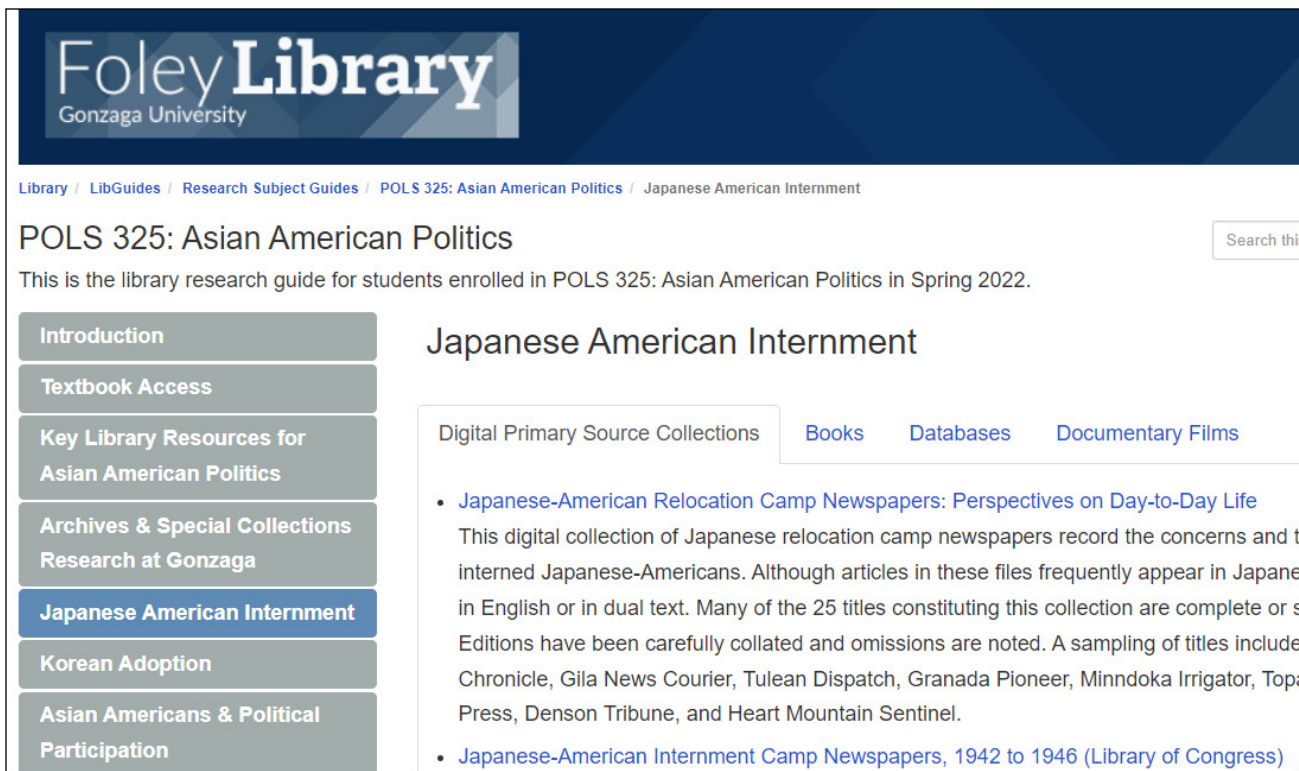 Foley Library
Gonzaga University
Library / LibGuides / Research Subject Guides / POLS 325: Asian American Politics / Japanese American Internment
POLS 325: Asian American Politics
Search this
This is the library research guide for students enrolled in POLS 325: Asian American Politics in Spring 2022.
Introduction
Textbook Access
Key Library Resources for
Asian American Politics
Archives & Special Collections
Research at Gonzaga
Japanese American Internment
Korean Adoption
Asian Americans & Political
Participation
Japanese American Internment
Digital Primary Source Collections Books Databases Documentary Films
• Japanese-American Relocation Camp Newspapers: Perspectives on Day-to-Day Life
This digital collection of Japanese relocation camp newspapers record the concerns and
interned Japanese-Americans. Although articles in these files frequently appear in
in English or in dual text. Many of the 25 titles constituting this collection are complete or
Editions have been carefully collated and omissions are noted. A sampling of titles include
Chronicle, Gila News Courier, Tulean Dispatch, Granada Pioneer, Minndoka Irrigator,
Press, Denson Tribune, and Heart Mountain Sentinel.
• Japanese-American Internment Camp Newspapers, 1942 to 1946 (Library of Congress)